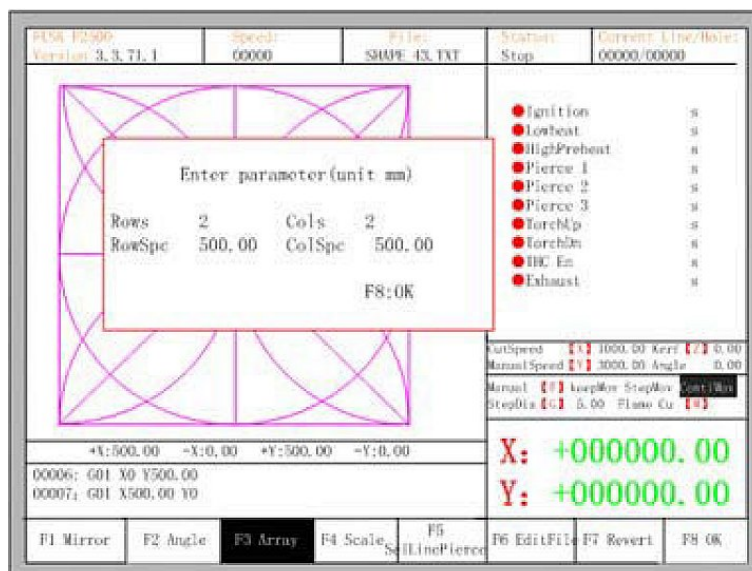 FLSK F2500 Speed: File: Status: Current Line/Hole:
Version 3.3.71.1 00000 SHAPE 43.TXT Stop 00000/00000
Enter parameter(unit mm)
Rows 2 Cols 2
RowSpc 500.00 ColSpc 500.00
F8:OK
Ignition s
Lowheat s
HighPreheat s
Pierce 1 s
Pierce 2 s
Pierce 3 s
TorchUp s
TorchDn s
THC En s
Exhaust s
CutSpeed 【X】 1000.00 Kerf 【Z】 0.00
ManualSpeed 【Y】 3000.00 Angle 0.00
Manual keepMov StepMov ContiMov
StepDis 【G】 5.00 Flame Cu
+X:500.00 -X:0.00 +Y:500.00 -Y:0.00
00006: G01 X0 Y500.00
00007: G01 X500.00 Y0
X: +000000.00
Y: +000000.00
F1 Mirror F2 Angle F3 Array F4 Scale F5 SelLinePierce F6 EditFile F7 Revert F8 OK